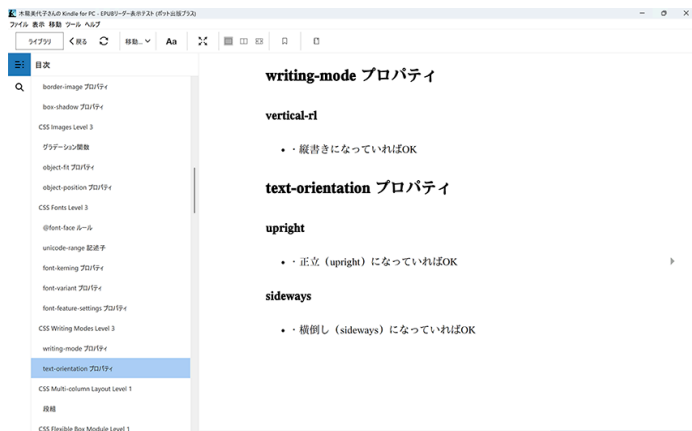 木龍美代子さんの Kindle for PC - EPUBリーダー表示テスト (ポット出版プラス)
ファイル 表示 移動 ツール ヘルプ
ライブラリ 戻る 移動... Aa
目次
border-image プロパティ
box-shadow プロパティ
CSS Images Level 3
グラデーション関数
object-fit プロパティ
object-position プロパティ
CSS Fonts Level 3
@font-face ルール
unicode-range 記述子
font-kerning プロパティ
font-variant プロパティ
font-feature-settings プロパティ
CSS Writing Modes Level 3
writing-mode プロパティ
text-orientation プロパティ
CSS Multi-column Layout Level 1
段組
CSS Flexible Box Module Level 1
writing-mode プロパティ
vertical-rl
• ・縦書きになっていればOK
text-orientation プロパティ
upright
• ・正立（upright）になっていればOK
sideways
• ・横倒し（sideways）になっていればOK